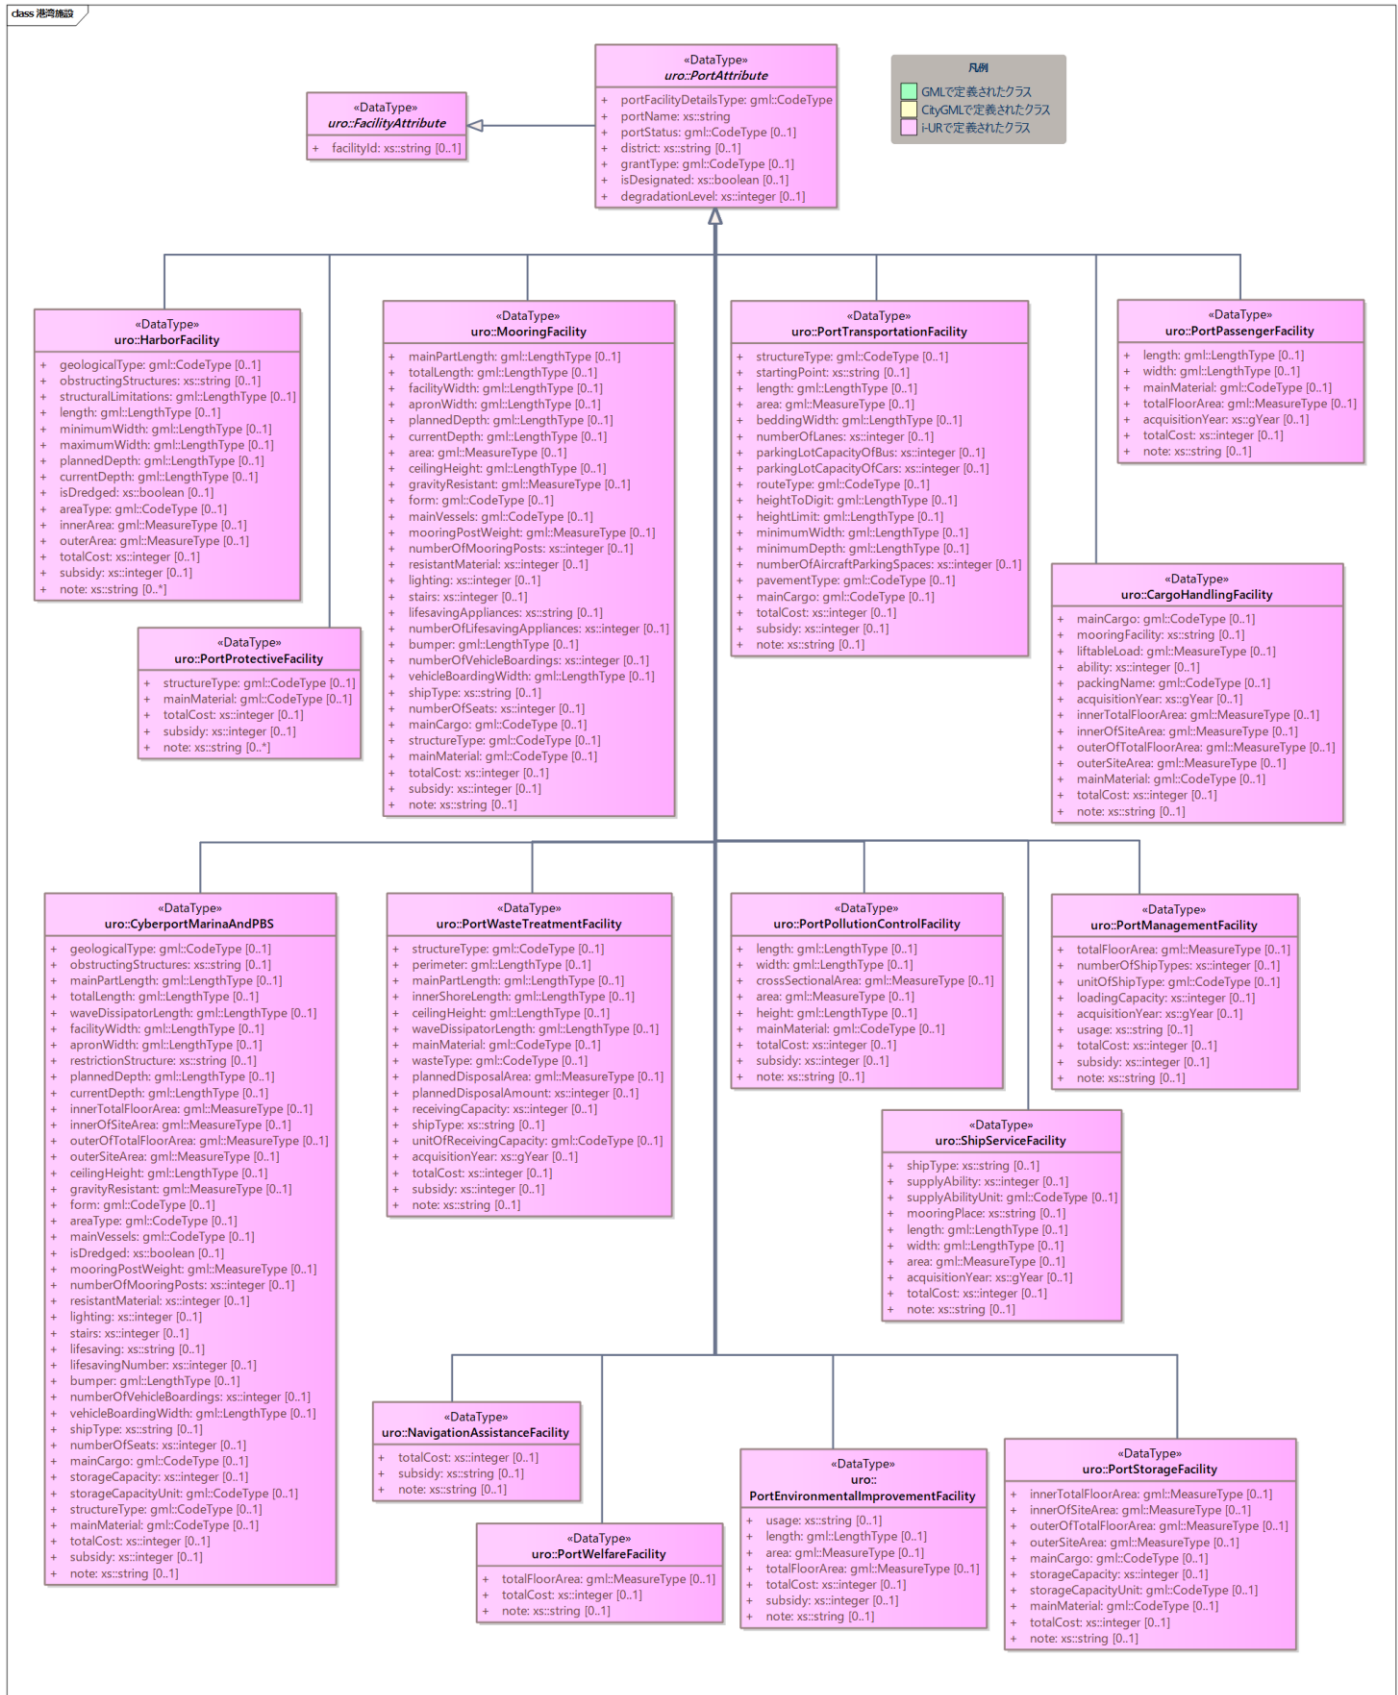 class 港湾施設
«DataType»
uro::PortAttribute
+ portFacilityDetailsType: gml::CodeType
+ portName: xs::string
+ portStatus: gml::CodeType [0..1]
+ district: xs::string [0..1]
+ grantType: gml::CodeType [0..1]
+ isDesignated: xs::boolean [0..1]
+ degradationLevel: xs::integer [0..1]
«DataType»
uro::FacilityAttribute
+ facilityId: xs::string [0..1]
凡例
GMLで定義されたクラス
CityGMLで定義されたクラス
i-URで定義されたクラス
«DataType»
uro::HarborFacility
+ geologicalType: gml::CodeType [0..1]
+ obstructingStructures: xs::string [0..1]
+ structuralLimitations: gml::LengthType [0..1]
+ length: gml::LengthType [0..1]
+ minimumWidth: gml::LengthType [0..1]
+ maximumWidth: gml::LengthType [0..1]
+ plannedDepth: gml::LengthType [0..1]
+ currentDepth: gml::LengthType [0..1]
+ isDredged: xs::boolean [0..1]
+ areaType: gml::CodeType [0..1]
+ innerArea: gml::MeasureType [0..1]
+ outerArea: gml::MeasureType [0..1]
+ totalCost: xs::integer [0..1]
+ subsidy: xs::integer [0..1]
+ note: xs::string [0..*]
«DataType»
uro::PortProtectiveFacility
+ structureType: gml::CodeType [0..1]
+ mainMaterial: gml::CodeType [0..1]
+ totalCost: xs::integer [0..1]
+ subsidy: xs::integer [0..1]
+ note: xs::string [0..*]
«DataType»
uro::MooringFacility
+ mainPartLength: gml::LengthType [0..1]
+ totalLength: gml::LengthType [0..1]
+ facilityWidth: gml::LengthType [0..1]
+ apronWidth: gml::LengthType [0..1]
+ plannedDepth: gml::LengthType [0..1]
+ currentDepth: gml::LengthType [0..1]
+ area: gml::MeasureType [0..1]
+ ceilingHeight: gml::LengthType [0..1]
+ gravityResistant: gml::MeasureType [0..1]
+ form: gml::CodeType [0..1]
+ mainVessels: gml::CodeType [0..1]
+ mooringPostWeight: gml::MeasureType [0..1]
+ numberOfMooringPosts: xs::integer [0..1]
+ resistantMaterial: xs::integer [0..1]
+ lighting: xs::integer [0..1]
+ stairs: xs::integer [0..1]
+ lifesavingAppliances: xs::string [0..1]
+ numberOfLifesavingAppliances: xs::integer [0..1]
+ bumper: gml::LengthType [0..1]
+ numberOfVehicleBoardings: xs::integer [0..1]
+ vehicleBoardingWidth: gml::LengthType [0..1]
+ shipType: xs::string [0..1]
+ numberOfSeats: xs::integer [0..1]
+ mainCargo: gml::CodeType [0..1]
+ structureType: gml::CodeType [0..1]
+ mainMaterial: gml::CodeType [0..1]
+ totalCost: xs::integer [0..1]
+ subsidy: xs::integer [0..1]
+ note: xs::string [0..1]
«DataType»
uro::PortTransportationFacility
+ structureType: gml::CodeType [0..1]
+ startingPoint: xs::string [0..1]
+ length: gml::LengthType [0..1]
+ area: gml::MeasureType [0..1]
+ beddingWidth: gml::LengthType [0..1]
+ numberOfLanes: xs::integer [0..1]
+ parkingLotCapacityOfBus: xs::integer [0..1]
+ parkingLotCapacityOfCars: xs::integer [0..1]
+ routeType: gml::CodeType [0..1]
+ heightToDigit: gml::LengthType [0..1]
+ heightLimit: gml::LengthType [0..1]
+ minimumWidth: gml::LengthType [0..1]
+ minimumDepth: gml::LengthType [0..1]
+ numberOfAircraftParkingSpaces: xs::integer [0..1]
+ pavementType: gml::CodeType [0..1]
+ mainCargo: gml::CodeType [0..1]
+ totalCost: xs::integer [0..1]
+ subsidy: xs::integer [0..1]
+ note: xs::string [0..1]
«DataType»
uro::PortPassengerFacility
+ length: gml::LengthType [0..1]
+ width: gml::LengthType [0..1]
+ mainMaterial: gml::CodeType [0..1]
+ totalFloorArea: gml::MeasureType [0..1]
+ acquisitionYear: xs::gYear [0..1]
+ totalCost: xs::integer [0..1]
+ note: xs::string [0..1]
«DataType»
uro::CargoHandlingFacility
+ mainCargo: gml::CodeType [0..1]
+ mooringFacility: xs::string [0..1]
+ liftableLoad: gml::MeasureType [0..1]
+ ability: xs::integer [0..1]
+ packingName: gml::CodeType [0..1]
+ acquisitionYear: xs::gYear [0..1]
+ innerTotalFloorArea: gml::MeasureType [0..1]
+ innerOfSiteArea: gml::MeasureType [0..1]
+ outerOfTotalFloorArea: gml::MeasureType [0..1]
+ outerSiteArea: gml::MeasureType [0..1]
+ mainMaterial: gml::CodeType [0..1]
+ totalCost: xs::integer [0..1]
+ note: xs::string [0..1]
«DataType»
uro::CyberportMarinaAndPBS
+ geologicalType: gml::CodeType [0..1]
+ obstructingStructures: xs::string [0..1]
+ mainPartLength: gml::LengthType [0..1]
+ totalLength: gml::LengthType [0..1]
+ waveDissipatorLength: gml::LengthType [0..1]
+ facilityWidth: gml::LengthType [0..1]
+ apronWidth: gml::LengthType [0..1]
+ restrictionStructure: xs::string [0..1]
+ plannedDepth: gml::LengthType [0..1]
+ currentDepth: gml::LengthType [0..1]
+ innerTotalFloorArea: gml::MeasureType [0..1]
+ innerOfSiteArea: gml::MeasureType [0..1]
+ outerOfTotalFloorArea: gml::MeasureType [0..1]
+ outerSiteArea: gml::MeasureType [0..1]
+ ceilingHeight: gml::LengthType [0..1]
+ gravityResistant: gml::MeasureType [0..1]
+ form: gml::CodeType [0..1]
+ areaType: gml::CodeType [0..1]
+ mainVessels: gml::CodeType [0..1]
+ isDredged: xs::boolean [0..1]
+ mooringPostWeight: gml::MeasureType [0..1]
+ numberOfMooringPosts: xs::integer [0..1]
+ resistantMaterial: xs::integer [0..1]
+ lighting: xs::integer [0..1]
+ stairs: xs::integer [0..1]
+ lifesaving: xs::string [0..1]
+ lifesavingNumber: xs::integer [0..1]
+ bumper: gml::LengthType [0..1]
+ numberOfVehicleBoardings: xs::integer [0..1]
+ vehicleBoardingWidth: gml::LengthType [0..1]
+ shipType: xs::string [0..1]
+ numberOfSeats: xs::integer [0..1]
+ mainCargo: gml::CodeType [0..1]
+ storageCapacity: xs::integer [0..1]
+ storageCapacityUnit: gml::CodeType [0..1]
+ structureType: gml::CodeType [0..1]
+ mainMaterial: gml::CodeType [0..1]
+ totalCost: xs::integer [0..1]
+ subsidy: xs::integer [0..1]
+ note: xs::string [0..1]
«DataType»
uro::PortWasteTreatmentFacility
+ structureType: gml::CodeType [0..1]
+ perimeter: gml::LengthType [0..1]
+ mainPartLength: gml::LengthType [0..1]
+ innerShoreLength: gml::LengthType [0..1]
+ ceilingHeight: gml::LengthType [0..1]
+ waveDissipatorLength: gml::LengthType [0..1]
+ mainMaterial: gml::CodeType [0..1]
+ wasteType: gml::CodeType [0..1]
+ plannedDisposalArea: gml::MeasureType [0..1]
+ plannedDisposalAmount: xs::integer [0..1]
+ receivingCapacity: xs::integer [0..1]
+ shipType: xs::string [0..1]
+ unitOfReceivingCapacity: gml::CodeType [0..1]
+ acquisitionYear: xs::gYear [0..1]
+ totalCost: xs::integer [0..1]
+ subsidy: xs::integer [0..1]
+ note: xs::string [0..1]
«DataType»
uro::PortPollutionControlFacility
+ length: gml::LengthType [0..1]
+ width: gml::LengthType [0..1]
+ crossSectionalArea: gml::MeasureType [0..1]
+ area: gml::MeasureType [0..1]
+ height: gml::LengthType [0..1]
+ mainMaterial: gml::CodeType [0..1]
+ totalCost: xs::integer [0..1]
+ subsidy: xs::integer [0..1]
+ note: xs::string [0..1]
«DataType»
uro::PortManagementFacility
+ totalFloorArea: gml::MeasureType [0..1]
+ numberOfShipTypes: xs::integer [0..1]
+ unitOfShipType: gml::CodeType [0..1]
+ loadingCapacity: xs::integer [0..1]
+ acquisitionYear: xs::gYear [0..1]
+ usage: xs::string [0..1]
+ totalCost: xs::integer [0..1]
+ subsidy: xs::integer [0..1]
+ note: xs::string [0..1]
«DataType»
uro::ShipServiceFacility
+ shipType: xs::string [0..1]
+ supplyAbility: xs::integer [0..1]
+ supplyAbilityUnit: gml::CodeType [0..1]
+ mooringPlace: xs::string [0..1]
+ length: gml::LengthType [0..1]
+ width: gml::LengthType [0..1]
+ area: gml::MeasureType [0..1]
+ acquisitionYear: xs::gYear [0..1]
+ totalCost: xs::integer [0..1]
+ note: xs::string [0..1]
«DataType»
uro::NavigationAssistanceFacility
+ totalCost: xs::integer [0..1]
+ subsidy: xs::string [0..1]
+ note: xs::string [0..1]
«DataType»
uro::PortWelfareFacility
+ totalFloorArea: gml::MeasureType [0..1]
+ totalCost: xs::integer [0..1]
+ note: xs::string [0..1]
«DataType»
uro::
PortEnvironmentalImprovementFacility
+ usage: xs::string [0..1]
+ length: gml::LengthType [0..1]
+ area: gml::MeasureType [0..1]
+ totalFloorArea: gml::MeasureType [0..1]
+ totalCost: xs::integer [0..1]
+ subsidy: xs::integer [0..1]
+ note: xs::string [0..1]
«DataType»
uro::PortStorageFacility
+ innerTotalFloorArea: gml::MeasureType [0..1]
+ innerOfSiteArea: gml::MeasureType [0..1]
+ outerOfTotalFloorArea: gml::MeasureType [0..1]
+ outerSiteArea: gml::MeasureType [0..1]
+ mainCargo: gml::CodeType [0..1]
+ storageCapacity: xs::integer [0..1]
+ storageCapacityUnit: gml::CodeType [0..1]
+ mainMaterial: gml::CodeType [0..1]
+ totalCost: xs::integer [0..1]
+ note: xs::string [0..1]